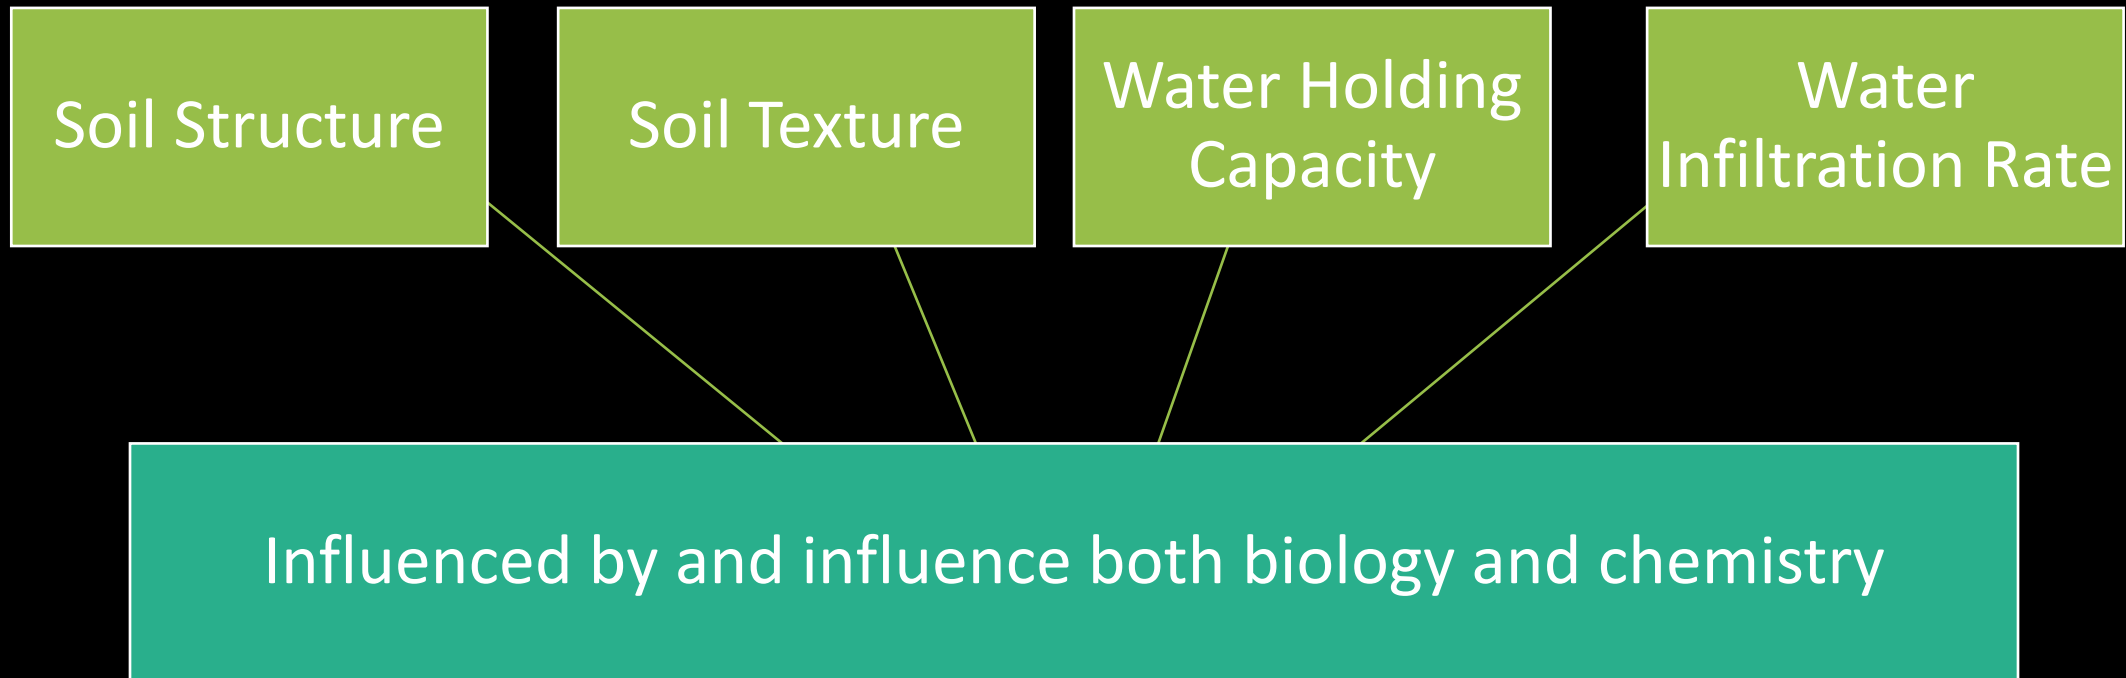 Soil Structure
Soil Texture
Water Holding
Capacity
Water
Infiltration Rate
Influenced by and influence both biology and chemistry